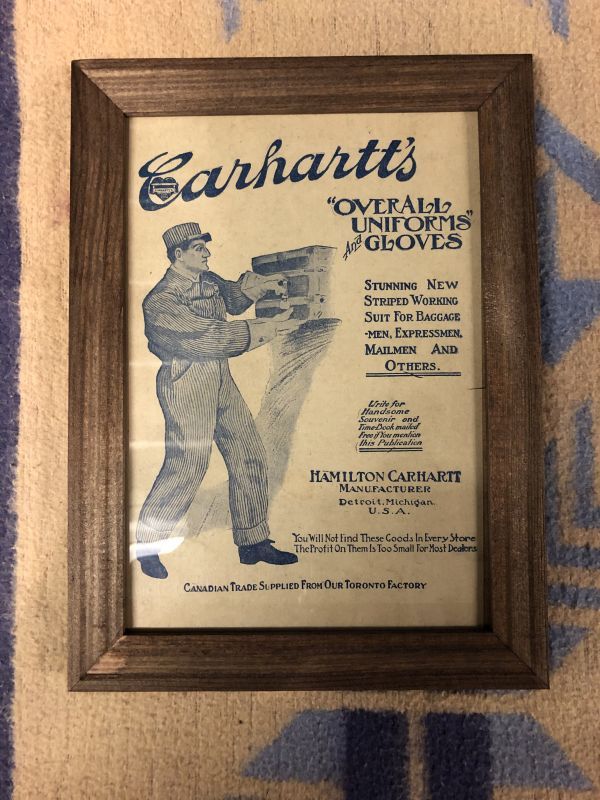 Carhartt's
"OVERALL
UNIFORMS"
And GLOVES
STUNNING NEW
STRIPED WORKING
SUIT FOR BAGGAGE
-MEN, EXPRESSMEN,
MAILMEN AND
OTHERS.
Write for
Handsome
Souvenir and
Time-Book mailed
Free if You mention
this Publication
HAMILTON CARHARTT
MANUFACTURER
Detroit, Michigan.
U.S.A.
You Will Not Find These Goods In Every Store
The Profit On Them Is Too Small For Most Dealers
CANADIAN TRADE SUPPLIED FROM OUR TORONTO FACTORY